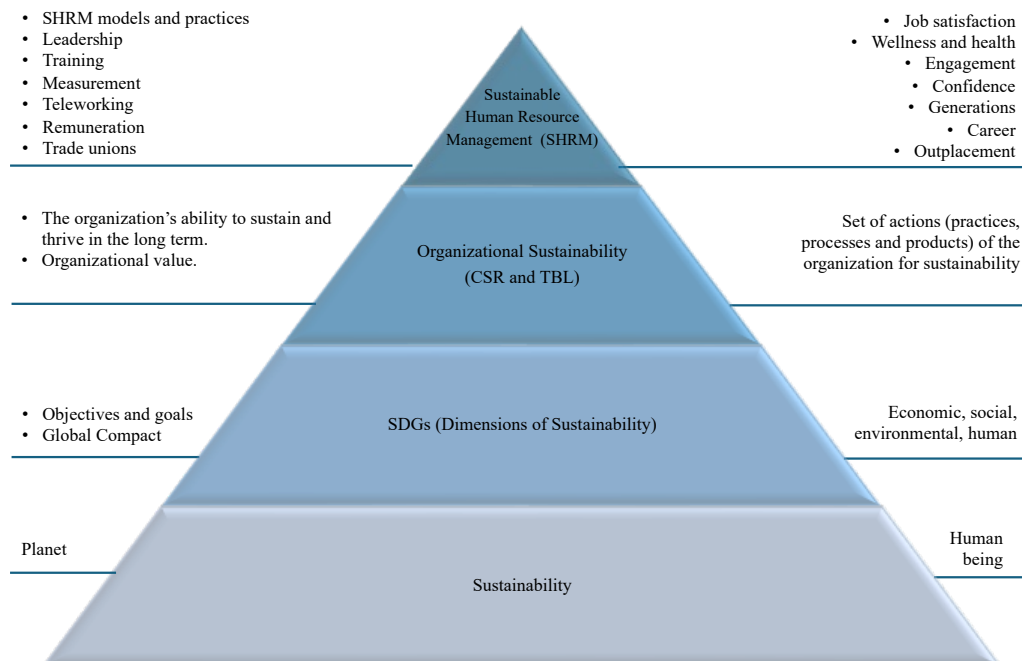 • SHRM models and practices
• Leadership
• Training
• Measurement
• Teleworking
• Remuneration
• Trade unions
Sustainable
Human Resource
Management (SHRM)
• Job satisfaction
• Wellness and health
• Engagement
• Confidence
• Generations
• Career
• Outplacement
• The organization’s ability to sustain and
thrive in the long term.
• Organizational value.
Organizational Sustainability
(CSR and TBL)
Set of actions (practices,
processes and products) of the
organization for sustainability
• Objectives and goals
• Global Compact
SDGs (Dimensions of Sustainability)
Economic, social,
environmental, human
Planet
Sustainability
Human
being